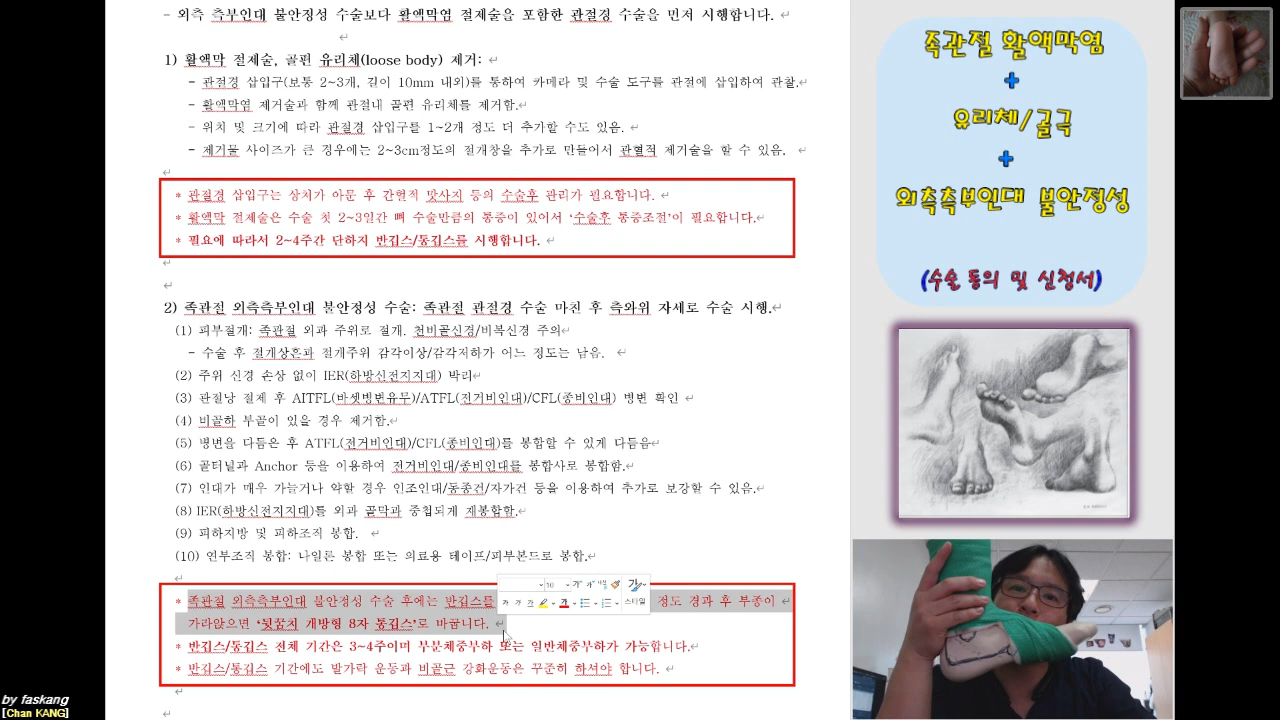 - 외측 측부인대 불안정성 수술보다 활액막염 절제술을 포함한 관절경 수술을 먼저 시행합니다.
1) 활액막 절제술, 골편 유리체(loose body) 제거:
- 관절경 삽입구(보통 2~3개, 길이 10mm 내외)를 통하여 카메라 및 수술 도구를 관절에 삽입하여 관찰.
- 활액막염 제거술과 함께 관절내 골편 유리체를 제거함.
- 위치 및 크기에 따라 관절경 삽입구를 1~2개 정도 더 추가할 수도 있음.
- 제거물 사이즈가 큰 경우에는 2~3cm정도의 절개창을 추가로 만들어서 관혈적 제거술을 할 수 있음.
* 관절경 삽입구는 상처가 아문 후 간헐적 맛사지 등의 수술후 관리가 필요합니다.
* 활액막 절제술은 수술 첫 2~3일간 뼈 수술만큼의 통증이 있어서 '수술후 통증조절'이 필요합니다.
* 필요에 따라서 2~4주간 단하지 반깁스/통깁스를 시행합니다.
2) 족관절 외측측부인대 불안정성 수술: 족관절 관절경 수술 마친 후 측와위 자세로 수술 시행.
(1) 피부절개: 족관절 외과 주위로 절개. 천비골신경/비복신경 주의
- 수술 후 절개상흔과 절개주위 감각이상/감각저하가 어느 정도는 남음.
(2) 주위 신경 손상 없이 IER(하방신전지지대) 박리
(3) 관절낭 절제 후 AITFL(바셋병변유무)/ATFL(전거비인대)/CFL(종비인대) 병변 확인
(4) 비골하 부골이 있을 경우 제거함.
(5) 병변을 다듬은 후 ATFL(전거비인대)/CFL(종비인대)를 봉합할 수 있게 다듬음
(6) 골터널과 Anchor 등을 이용하여 전거비인대/종비인대를 봉합사로 봉합함.
(7) 인대가 매우 가늘거나 약할 경우 인조인대/동종건/자가건 등을 이용하여 추가로 보강할 수 있음.
(8) IER(하방신전지지대)를 외과 골막과 중첩되게 재봉합함.
(9) 피하지방 및 피하조직 봉합.
(10) 연부조직 봉합: 나일론 봉합 또는 의료용 테이프/피부본드로 봉합.
* 족관절 외측측부인대 불안정성 수술 후에는 반깁스를 정도 경과 후 부종이
가라앉으면 '뒷꿈치 개방형 8자 통깁스'로 바꿉니다.
* 반깁스/통깁스 전체 기간은 3~4주이며 부분체중부하 또는 일반체중부하가 가능합니다.
* 반깁스/통깁스 기간에도 발가락 운동과 비골근 강화운동은 꾸준히 하셔야 합니다.
10
가 가 가 가 스타일
족관절 활액막염
+
유리체/골극
+
외측측부인대 불안정성
(수술 동의 및 신청서)
by faskang
[Chan KANG]